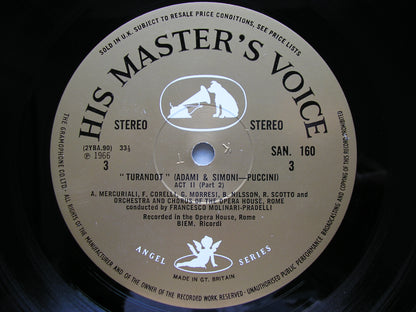 SOLD IN U.K. SUBJECT TO RESALE PRICE CONDITIONS, SEE PRICE LISTS
HIS MASTER'S VOICE
STEREO STEREO
(2YBA.90) 33⅓
℗ 1966
3
SAN. 160
3
"TURANDOT" (ADAMI & SIMONI—PUCCINI)
ACT II (Part 2)
A. MERCURIALI, F. CORELLI, G. MORRESI, B. NILSSON, R. SCOTTO and
ORCHESTRA AND CHORUS OF THE OPERA HOUSE, ROME
conducted by FRANCESCO MOLINARI-PRADELLI
Recorded in the Opera House, Rome
BIEM. Ricordi
ANGEL SERIES
MADE IN GT. BRITAIN
THE GRAMOPHONE CO LTD.· ALL RIGHTS OF THE MANUFACTURER AND OF THE OWNER OF THE RECORDED WORK RESERVED · UNAUTHORISED PUBLIC PERFORMANCE BROADCASTING AND COPYING OF THIS RECORD PROHIBITED